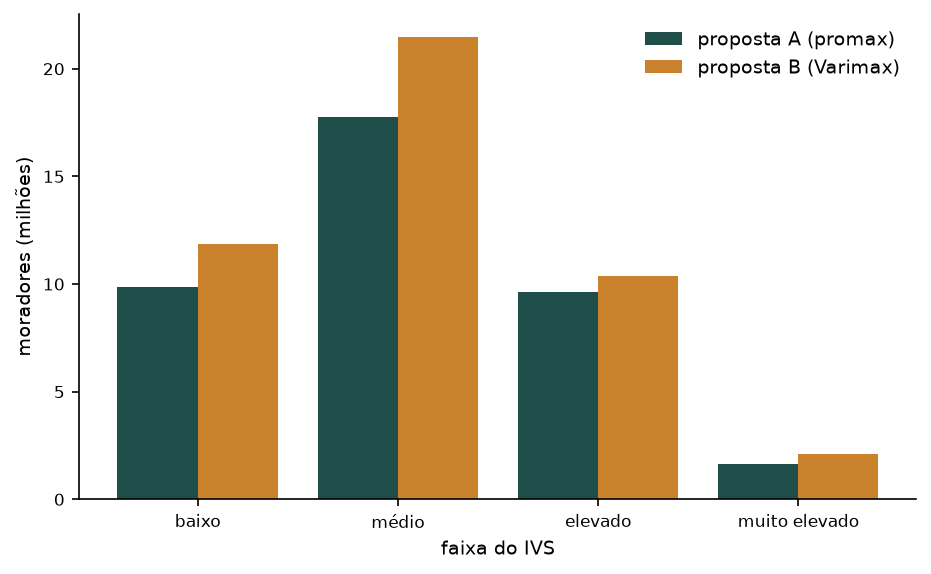 proposta A (promax)
proposta B (Varimax)
moradores (milhões)
20
15
10
5
0
baixo
médio
elevado
muito elevado
faixa do IVS